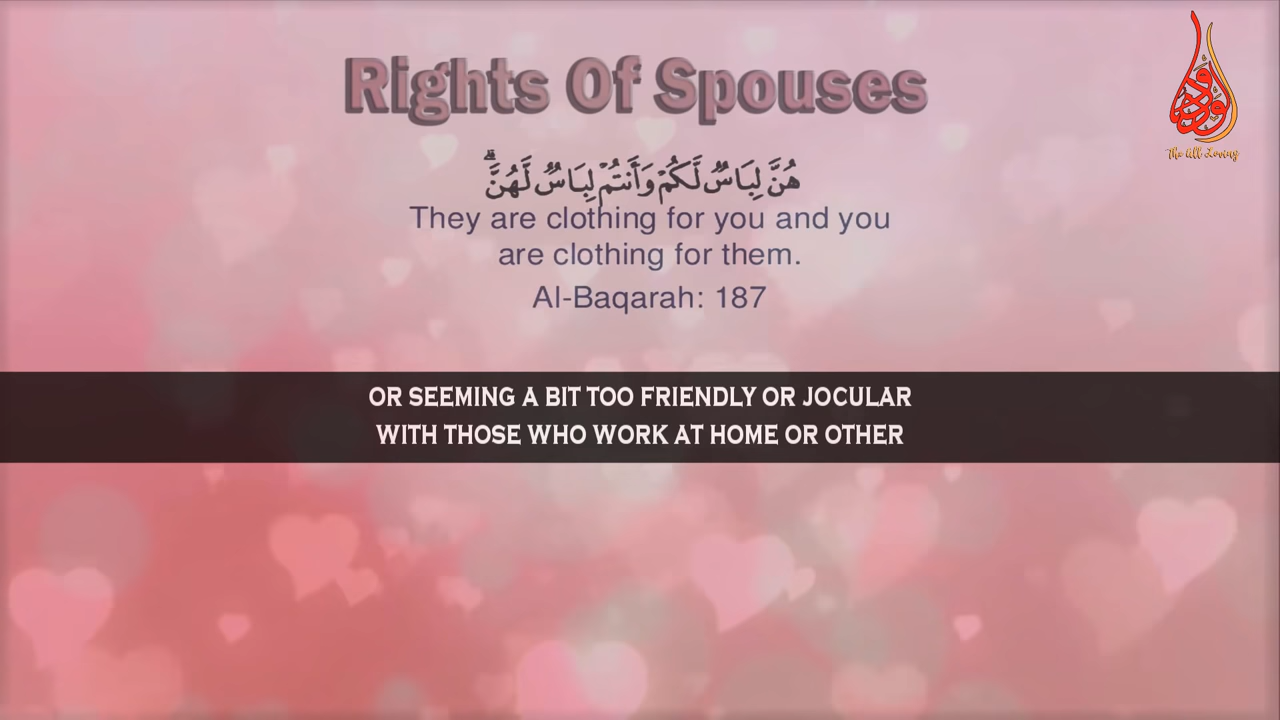 Rights Of Spouses
هُنَّ لِبَاسٌ لَّكُمْ وَأَنتُمْ لِبَاسٌ لَّهُنَّ ۗ
They are clothing for you and you
are clothing for them.
Al-Baqarah: 187
OR SEEMING A BIT TOO FRIENDLY OR JOCULAR
WITH THOSE WHO WORK AT HOME OR OTHER
الودود
The All Loving